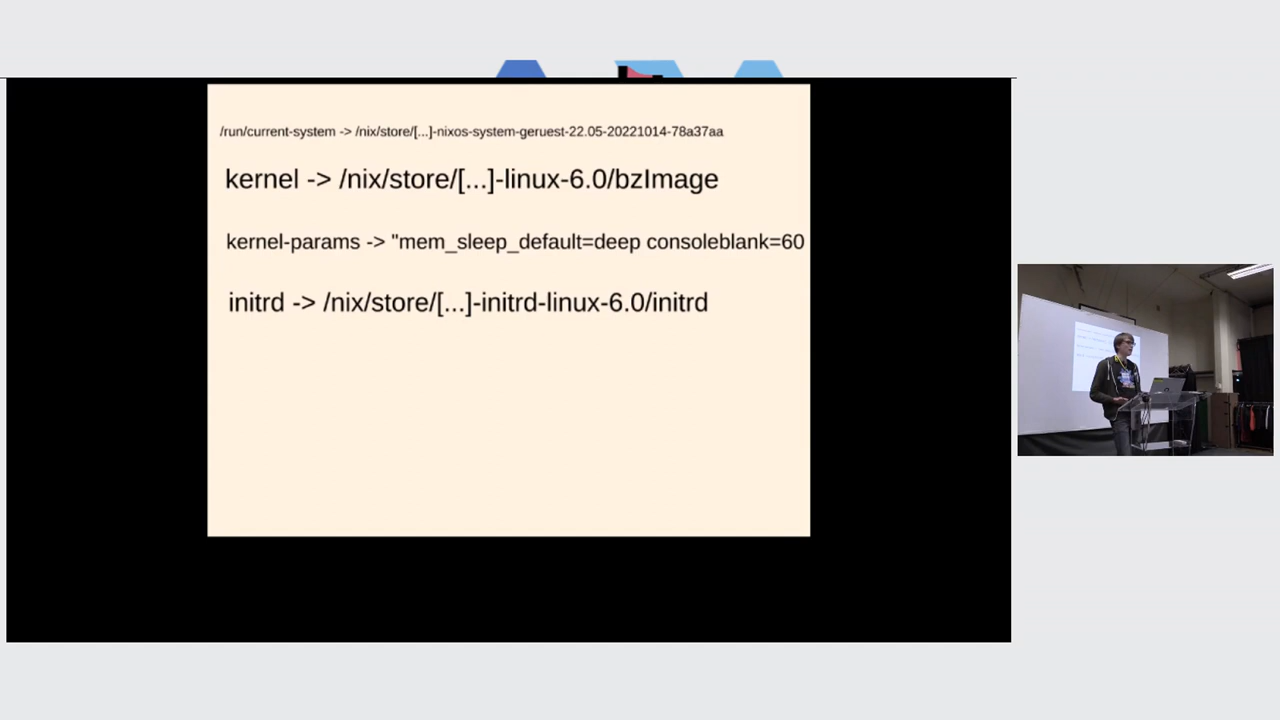 /run/current-system -> /nix/store/[...]-nixos-system-geruest-22.05-20221014-78a37aa
kernel -> /nix/store/[...]-linux-6.0/bzImage
kernel-params -> "mem_sleep_default=deep consoleblank=60
initrd -> /nix/store/[...]-initrd-linux-6.0/initrd